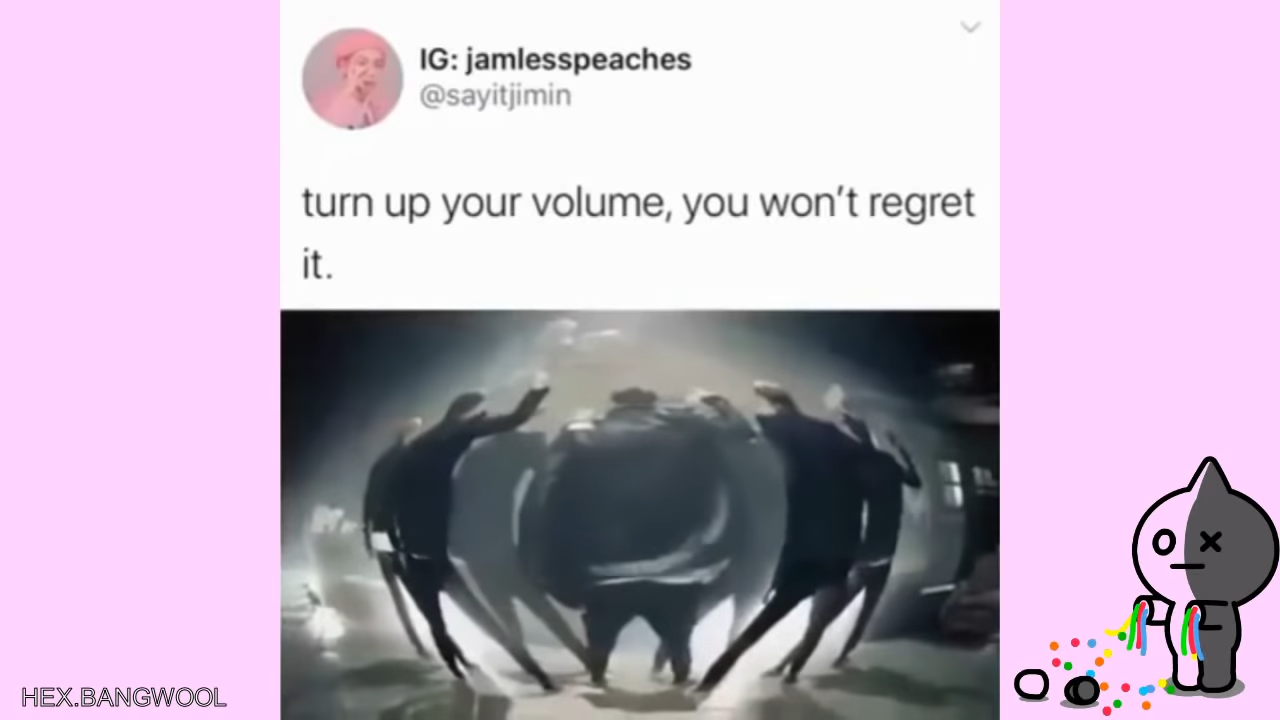 IG: jamlesspeaches
@sayitjimin
turn up your volume, you won't regret
it.
HEX.BANGWOOL